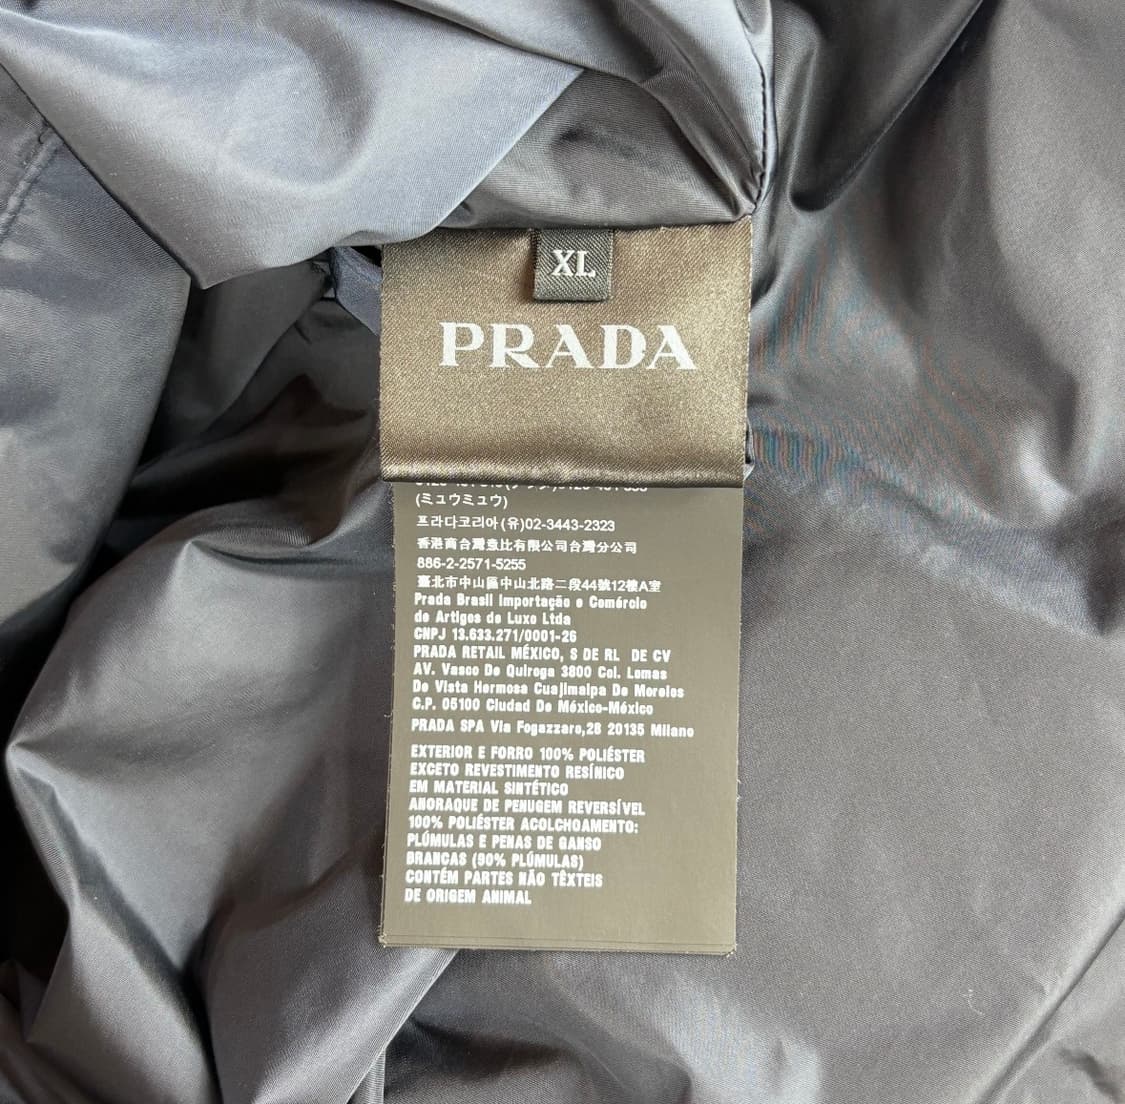 XL
PRADA
(ミュウミュウ)
프라다코리아(유)02-3443-2323
香港商台灣壹比有限公司台灣分公司
886-2-2571-5255
臺北市中山區中山北路二段44號12樓A室
Prada Brasil Importação e Comércio
de Artigos de Luxo Ltda
CNPJ 13.633.271/0001-26
PRADA RETAIL MÉXICO, S DE RL DE CV
AV. Vasco De Quiroga 3800 Col. Lomas
De Vista Hermosa Cuajimalpa De Morelos
C.P. 05100 Ciudad De México-México
PRADA SPA Via Fogazzaro,28 20135 Milano
EXTERIOR E FORRO 100% POLIÉSTER
EXCETO REVESTIMENTO RESÍNICO
EM MATERIAL SINTÉTICO
ANORAQUE DE PENUGEM REVERSÍVEL
100% POLIÉSTER ACOLCHOAMENTO:
PLÚMULAS E PENAS DE GANSO
BRANCAS (90% PLÚMULAS)
CONTÉM PARTES NÃO TÊXTEIS
DE ORIGEM ANIMAL